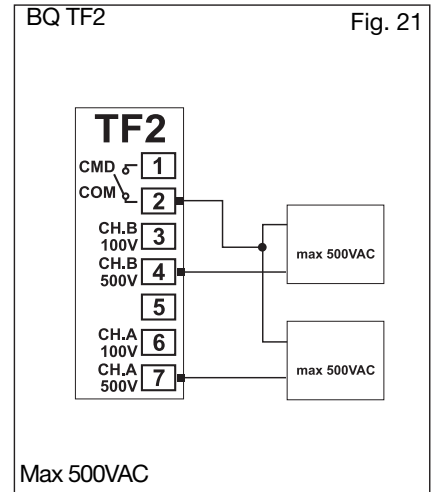 BQ TF2
Fig. 21
TF2
CMD 1
COM 2
CH.B
100V 3
CH.B
500V 4
5
CH.A
100V 6
CH.A
500V 7
max 500VAC
max 500VAC
Max 500VAC